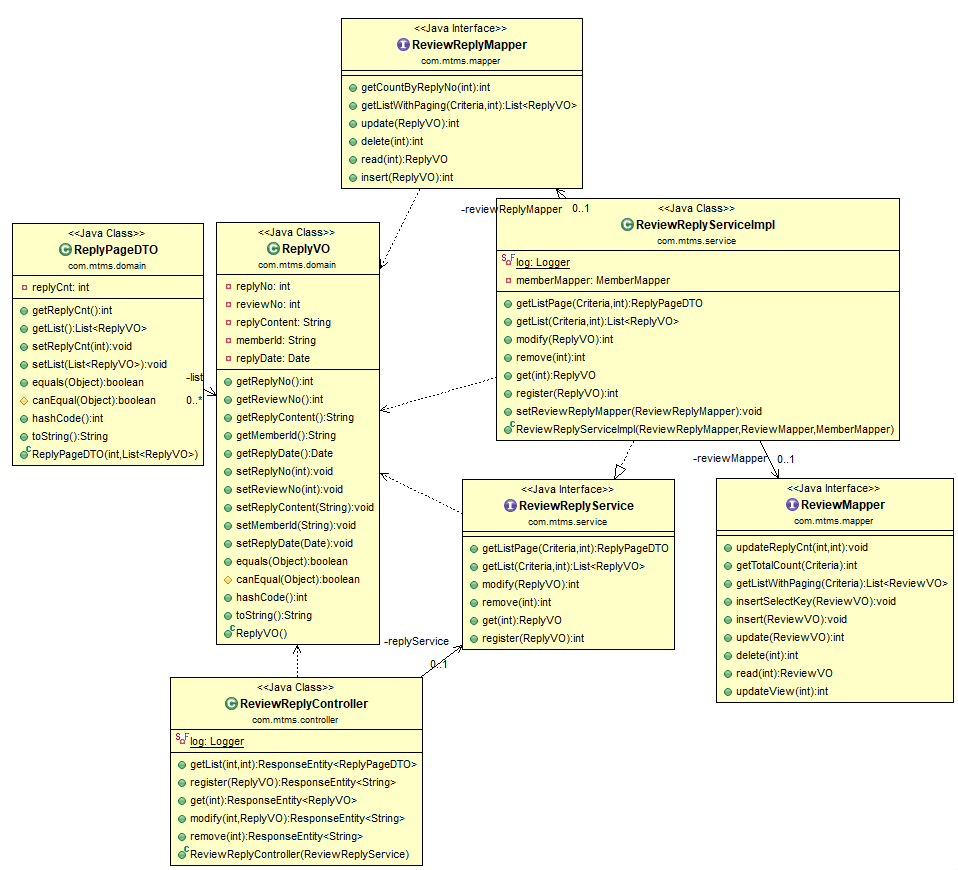 <<Java Interface>>
ReviewReplyMapper
com.mtms.mapper
getCountByReplyNo(int):int
getListWithPaging(Criteria,int):List<ReplyVO>
update(ReplyVO):int
delete(int):int
read(int):ReplyVO
insert(ReplyVO):int
-reviewReplyMapper 0..1
<<Java Class>>
ReviewReplyServiceImpl
com.mtms.service
log: Logger
memberMapper: MemberMapper
getListPage(Criteria,int):ReplyPageDTO
getList(Criteria,int):List<ReplyVO>
modify(ReplyVO):int
remove(int):int
get(int):ReplyVO
register(ReplyVO):int
setReviewReplyMapper(ReviewReplyMapper):void
ReviewReplyServiceImpl(ReviewReplyMapper,ReviewMapper,MemberMapper)
<<Java Class>>
ReplyPageDTO
com.mtms.domain
replyCnt: int
getReplyCnt():int
getList():List<ReplyVO>
setReplyCnt(int):void
setList(List<ReplyVO>):void
equals(Object):boolean
canEqual(Object):boolean
hashCode():int
toString():String
ReplyPageDTO(int,List<ReplyVO>)
-list
0..*
<<Java Class>>
ReplyVO
com.mtms.domain
replyNo: int
reviewNo: int
replyContent: String
memberId: String
replyDate: Date
getReplyNo():int
getReviewNo():int
getReplyContent():String
getMemberId():String
getReplyDate():Date
setReplyNo(int):void
setReviewNo(int):void
setReplyContent(String):void
setMemberId(String):void
setReplyDate(Date):void
equals(Object):boolean
canEqual(Object):boolean
hashCode():int
toString():String
ReplyVO()
-reviewMapper 0..1
<<Java Interface>>
ReviewReplyService
com.mtms.service
getListPage(Criteria,int):ReplyPageDTO
getList(Criteria,int):List<ReplyVO>
modify(ReplyVO):int
remove(int):int
get(int):ReplyVO
register(ReplyVO):int
<<Java Interface>>
ReviewMapper
com.mtms.mapper
updateReplyCnt(int,int):void
getTotalCount(Criteria):int
getListWithPaging(Criteria):List<ReviewVO>
insertSelectKey(ReviewVO):void
insert(ReviewVO):void
update(ReviewVO):int
delete(int):int
read(int):ReviewVO
updateView(int):int
-replyService
0..1
<<Java Class>>
ReviewReplyController
com.mtms.controller
log: Logger
getList(int,int):ResponseEntity<ReplyPageDTO>
register(ReplyVO):ResponseEntity<String>
get(int):ResponseEntity<ReplyVO>
modify(int,ReplyVO):ResponseEntity<String>
remove(int):ResponseEntity<String>
ReviewReplyController(ReviewReplyService)